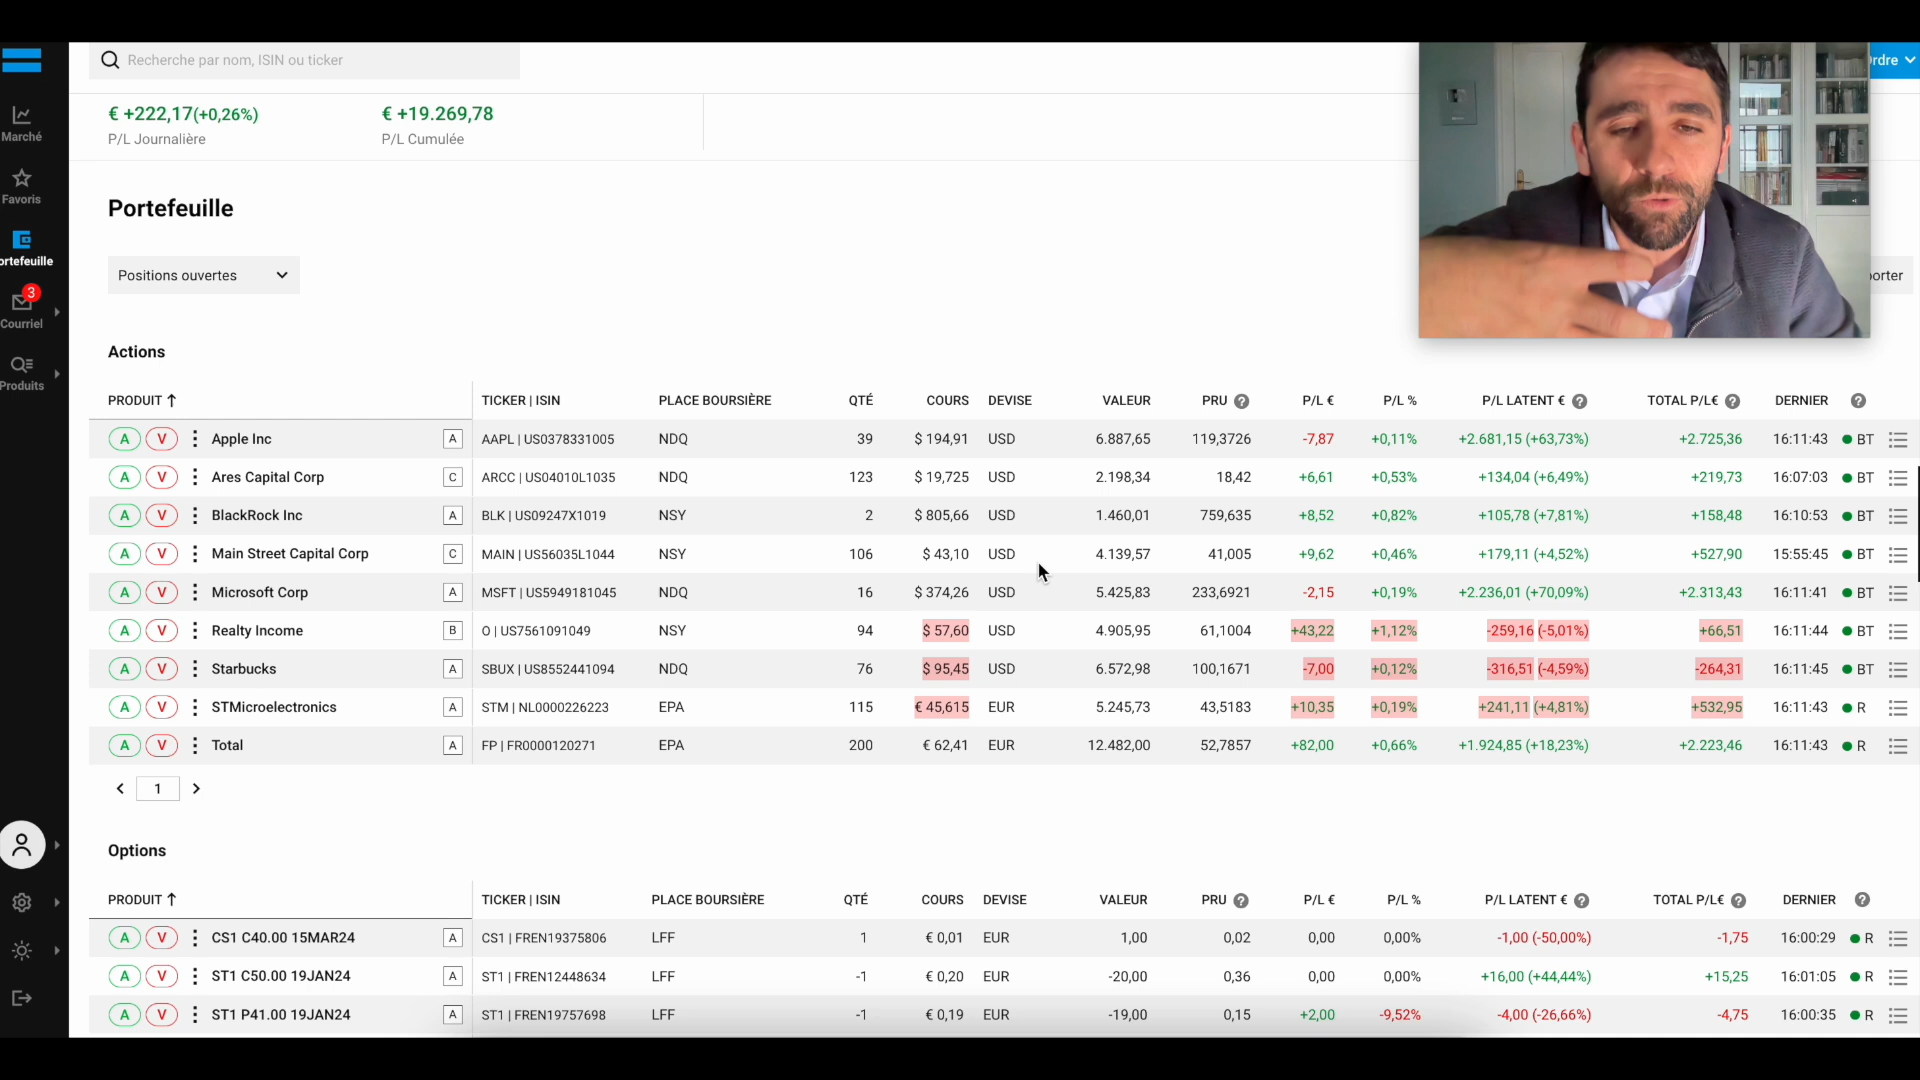 Recherche par nom, ISIN ou ticker
rdre
€ +222,17(+0,26%) € +19.269,78
P/L Journalière P/L Cumulée
Marché
Favoris
ortefeuille
3
Courriel
Produits
Portefeuille
Positions ouvertes
porter
Actions
PRODUIT TICKER | ISIN PLACE BOURSIÈRE QTÉ COURS DEVISE VALEUR PRU ? P/L € P/L % P/L LATENT € ? TOTAL P/L€ ? DERNIER ?
A V Apple Inc A AAPL | US0378331005 NDQ 39 $ 194,91 USD 6.887,65 119,3726 -7,87 +0,11% +2.681,15 (+63,73%) +2.725,36 16:11:43 BT
A V Ares Capital Corp C ARCC | US04010L1035 NDQ 123 $ 19,725 USD 2.198,34 18,42 +6,61 +0,53% +134,04 (+6,49%) +219,73 16:07:03 BT
A V BlackRock Inc A BLK | US09247X1019 NSY 2 $ 805,66 USD 1.460,01 759,635 +8,52 +0,82% +105,78 (+7,81%) +158,48 16:10:53 BT
A V Main Street Capital Corp C MAIN | US56035L1044 NSY 106 $ 43,10 USD 4.139,57 41,005 +9,62 +0,46% +179,11 (+4,52%) +527,90 15:55:45 BT
A V Microsoft Corp A MSFT | US5949181045 NDQ 16 $ 374,26 USD 5.425,83 233,6921 -2,15 +0,19% +2.236,01 (+70,09%) +2.313,43 16:11:41 BT
A V Realty Income B O | US7561091049 NSY 94 $ 57,60 USD 4.905,95 61,1004 +43,22 +1,12% -259,16 (-5,01%) +66,51 16:11:44 BT
A V Starbucks A SBUX | US8552441094 NDQ 76 $ 95,45 USD 6.572,98 100,1671 -7,00 +0,12% -316,51 (-4,59%) -264,31 16:11:45 BT
A V STMicroelectronics A STM | NL0000226223 EPA 115 € 45,615 EUR 5.245,73 43,5183 +10,35 +0,19% +241,11 (+4,81%) +532,95 16:11:43 R
A V Total A FP | FR0000120271 EPA 200 € 62,41 EUR 12.482,00 52,7857 +82,00 +0,66% +1.924,85 (+18,23%) +2.223,46 16:11:43 R
1
Options
PRODUIT TICKER | ISIN PLACE BOURSIÈRE QTÉ COURS DEVISE VALEUR PRU ? P/L € P/L % P/L LATENT € ? TOTAL P/L€ ? DERNIER ?
A V CS1 C40.00 15MAR24 A CS1 | FREN19375806 LFF 1 € 0,01 EUR 1,00 0,02 0,00 0,00% -1,00 (-50,00%) -1,75 16:00:29 R
A V ST1 C50.00 19JAN24 A ST1 | FREN12448634 LFF -1 € 0,20 EUR -20,00 0,36 0,00 0,00% +16,00 (+44,44%) +15,25 16:01:05 R
A V ST1 P41.00 19JAN24 A ST1 | FREN19757698 LFF -1 € 0,19 EUR -19,00 0,15 +2,00 -9,52% -4,00 (-26,66%) -4,75 16:00:35 R